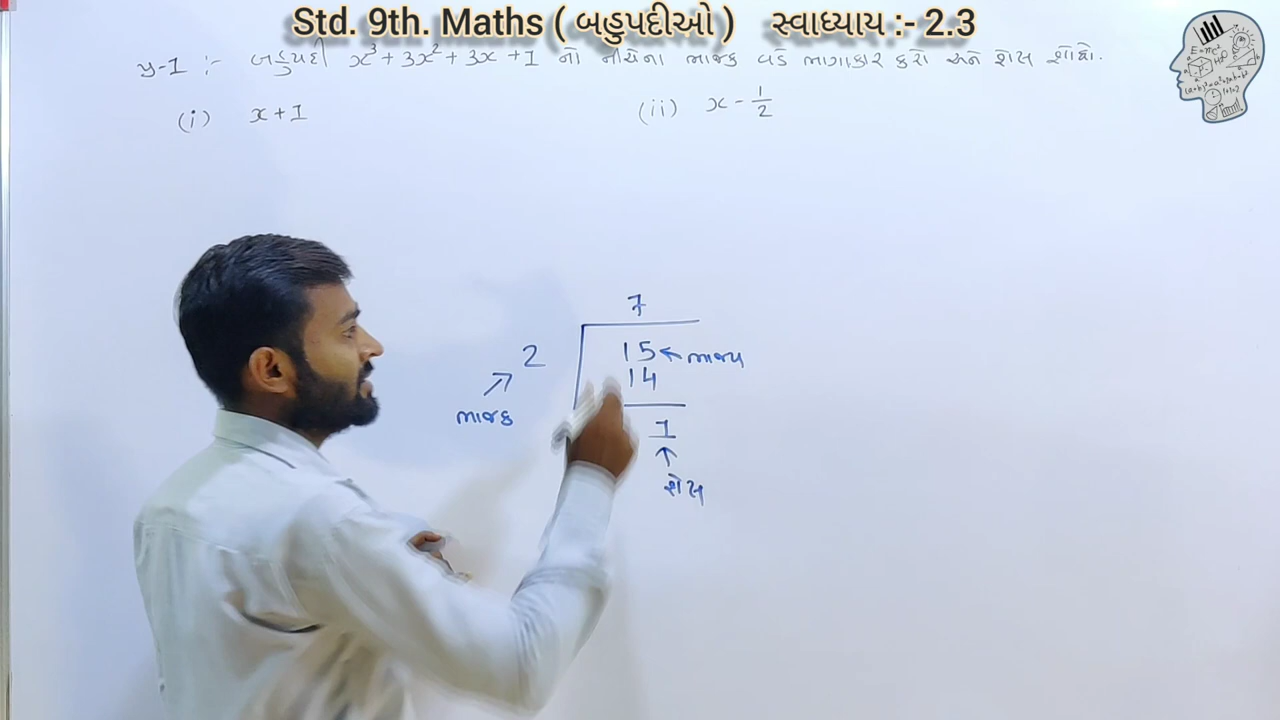 Std. 9th. Maths ( બહુપદીઓ ) સ્વાધ્યાય :- 2.3
પ્ર-1 :- બહુપદી x³ + 3x² + 3x + 1 નો નીચેના ભાજક વડે ભાગાકાર કરો અને શેષ શોધો.
(i) x + 1 (ii) x - 1/2
7
2 15 ← ભાજ્ય
14
ભાજક
1
શેષ